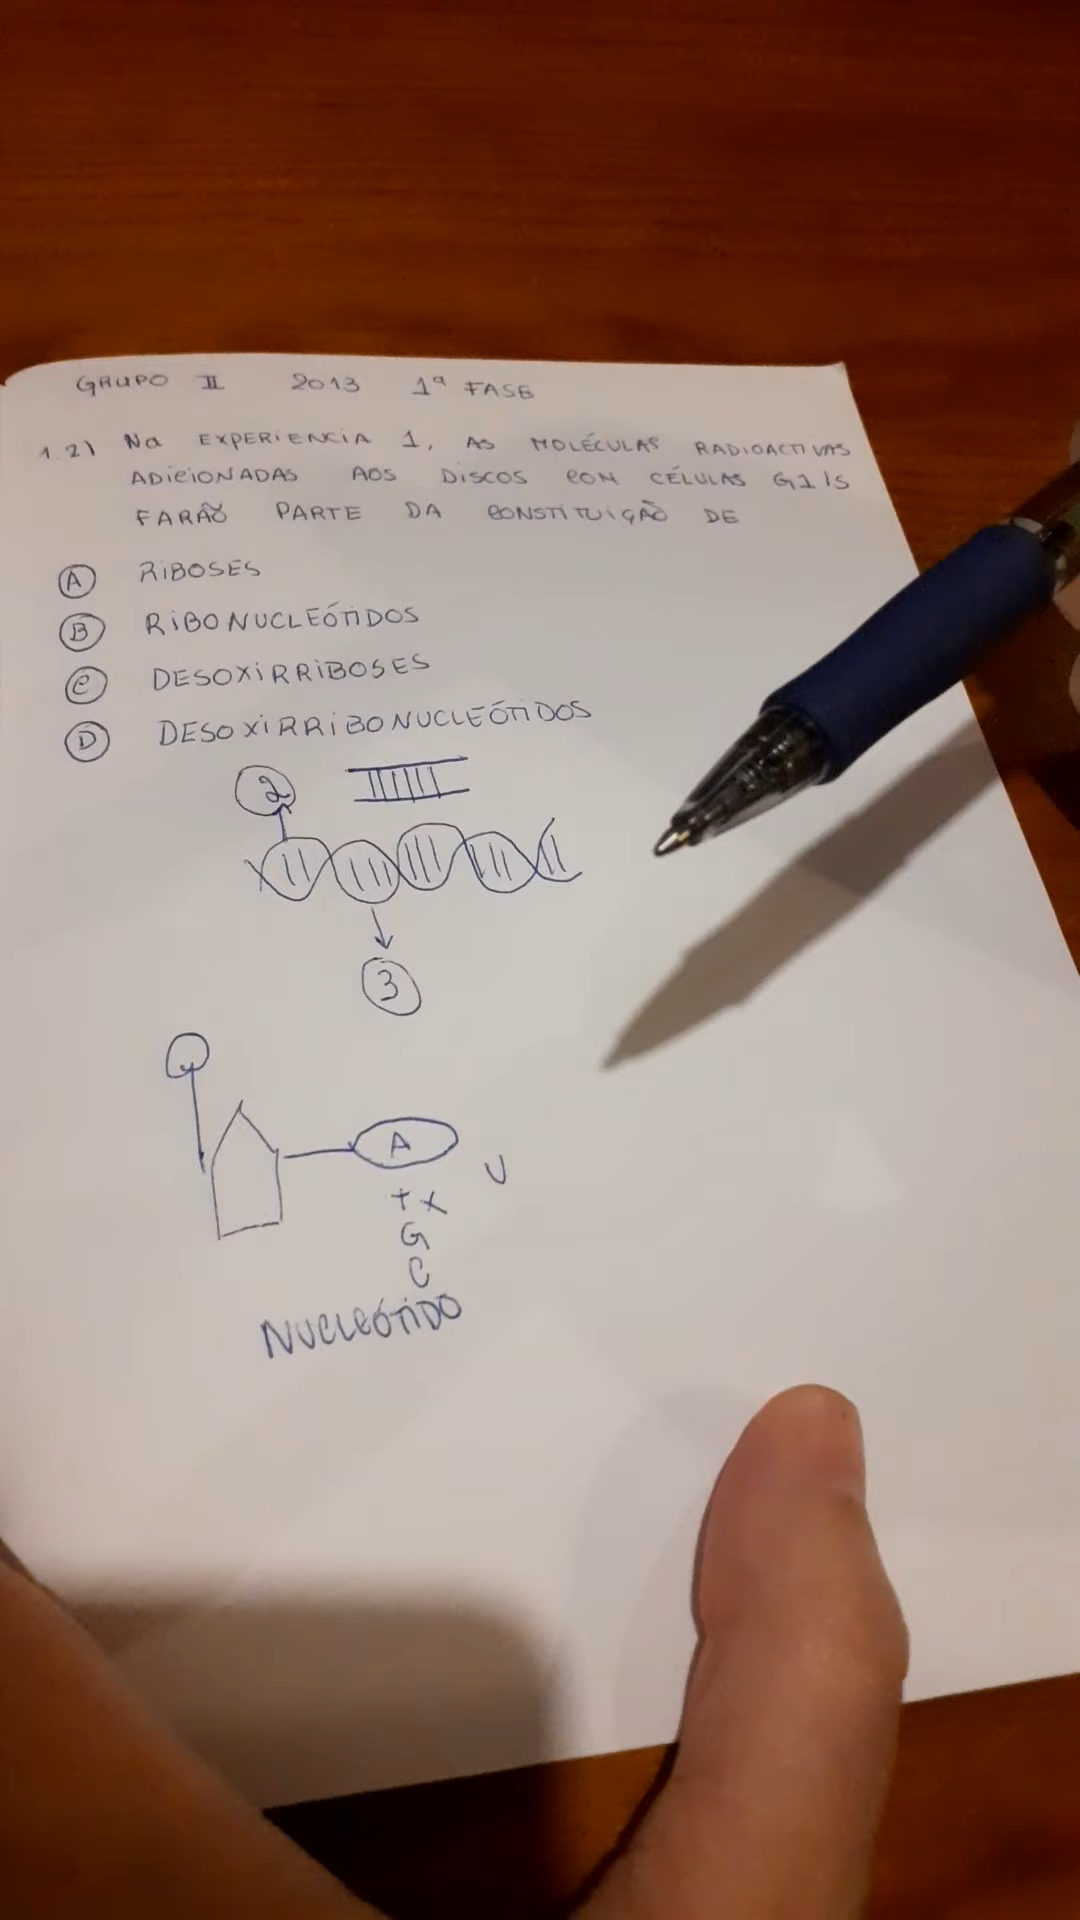 GRUPO II 2013 1ª FASE
1.2) Na EXPERIENCIA 1, AS MOLÉCULAS RADIOACTIVAS
ADICIONADAS AOS DISCOS COM CÉLULAS G1/S
FARÃO PARTE DA CONSTITUIÇÃO DE
A RIBOSES
B RIBONUCLEÓTIDOS
C DESOXIRRIBOSES
D DESOXIRRIBONUCLEÓTIDOS
2
3
A
U
T X
G
C
NUCLEÓTIDO